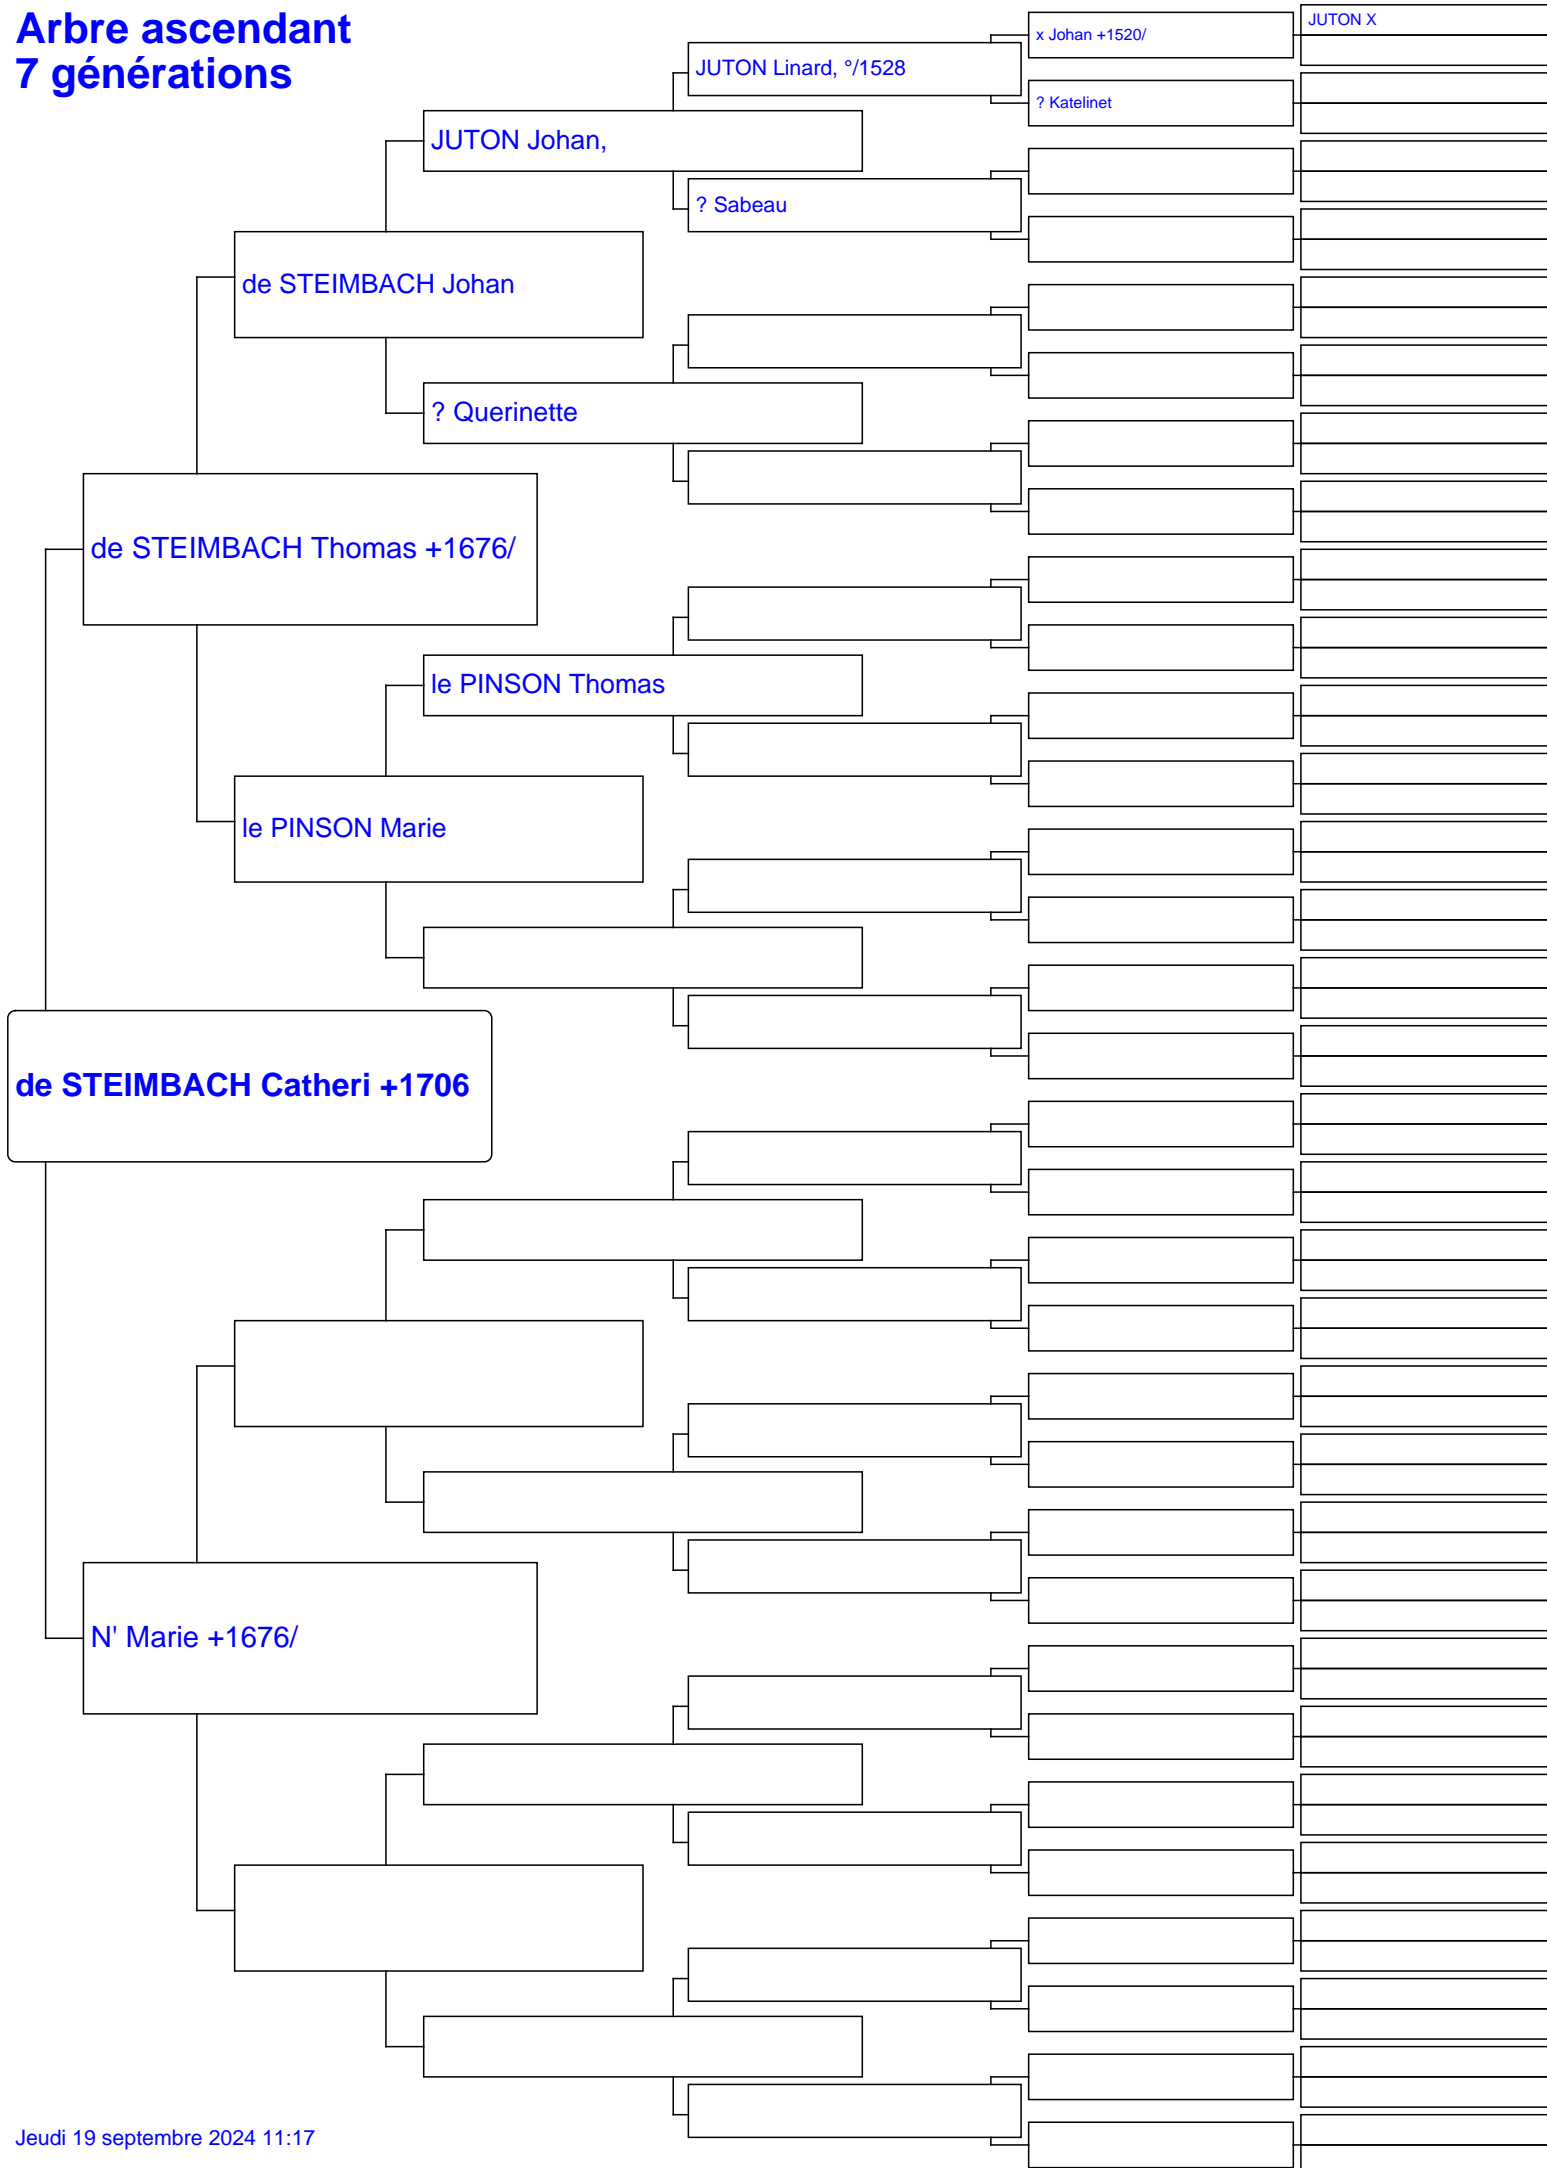 Arbre ascendant
7 générations
JUTON X
x Johan +1520/
JUTON Linard, °/1528
? Katelinet
JUTON Johan,
? Sabeau
de STEIMBACH Johan
? Querinette
de STEIMBACH Thomas +1676/
le PINSON Thomas
le PINSON Marie
de STEIMBACH Catheri +1706
N' Marie +1676/
Jeudi 19 septembre 2024 11:17